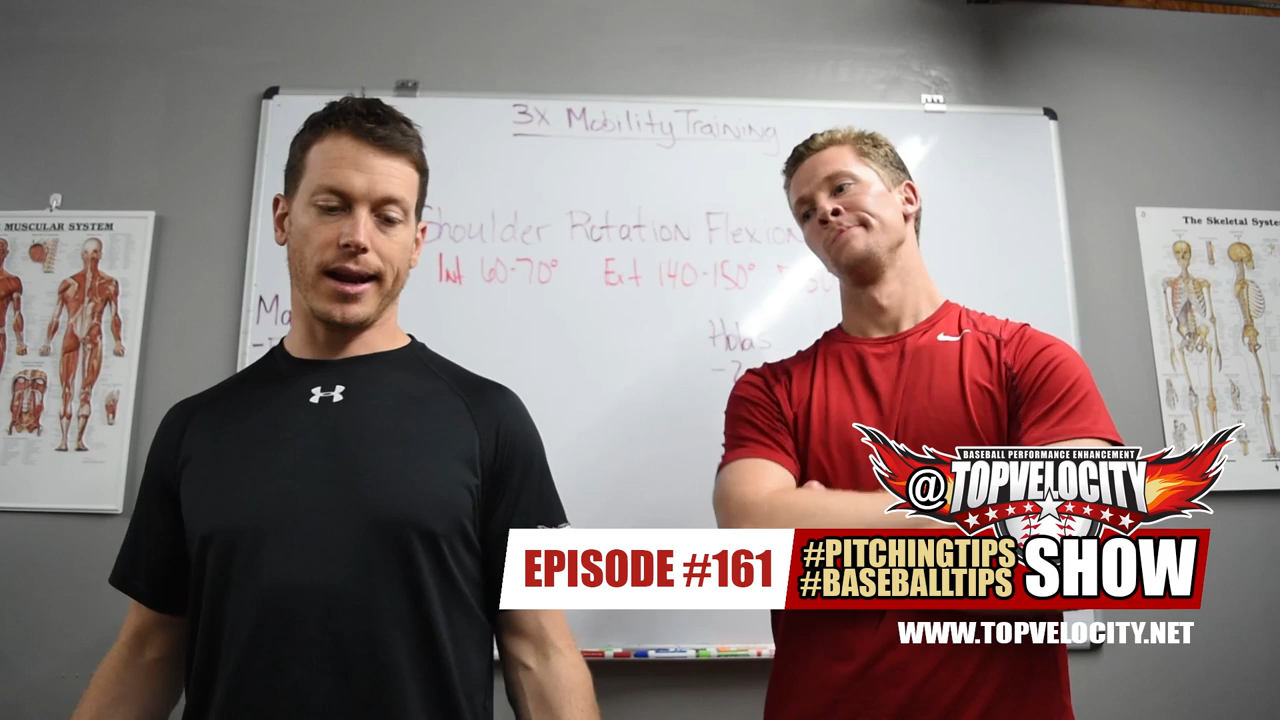 3X Mobility Training
MUSCULAR SYSTEM
The Skeletal Syste
Shoulder Rotation Flexion
Int 60-70° Ext 140-150°
Ma
Holds
BASEBALL PERFORMANCE ENHANCEMENT
@TOPVELOCITY
EPISODE #161
#PITCHINGTIPS
#BASEBALLTIPS
SHOW
WWW.TOPVELOCITY.NET